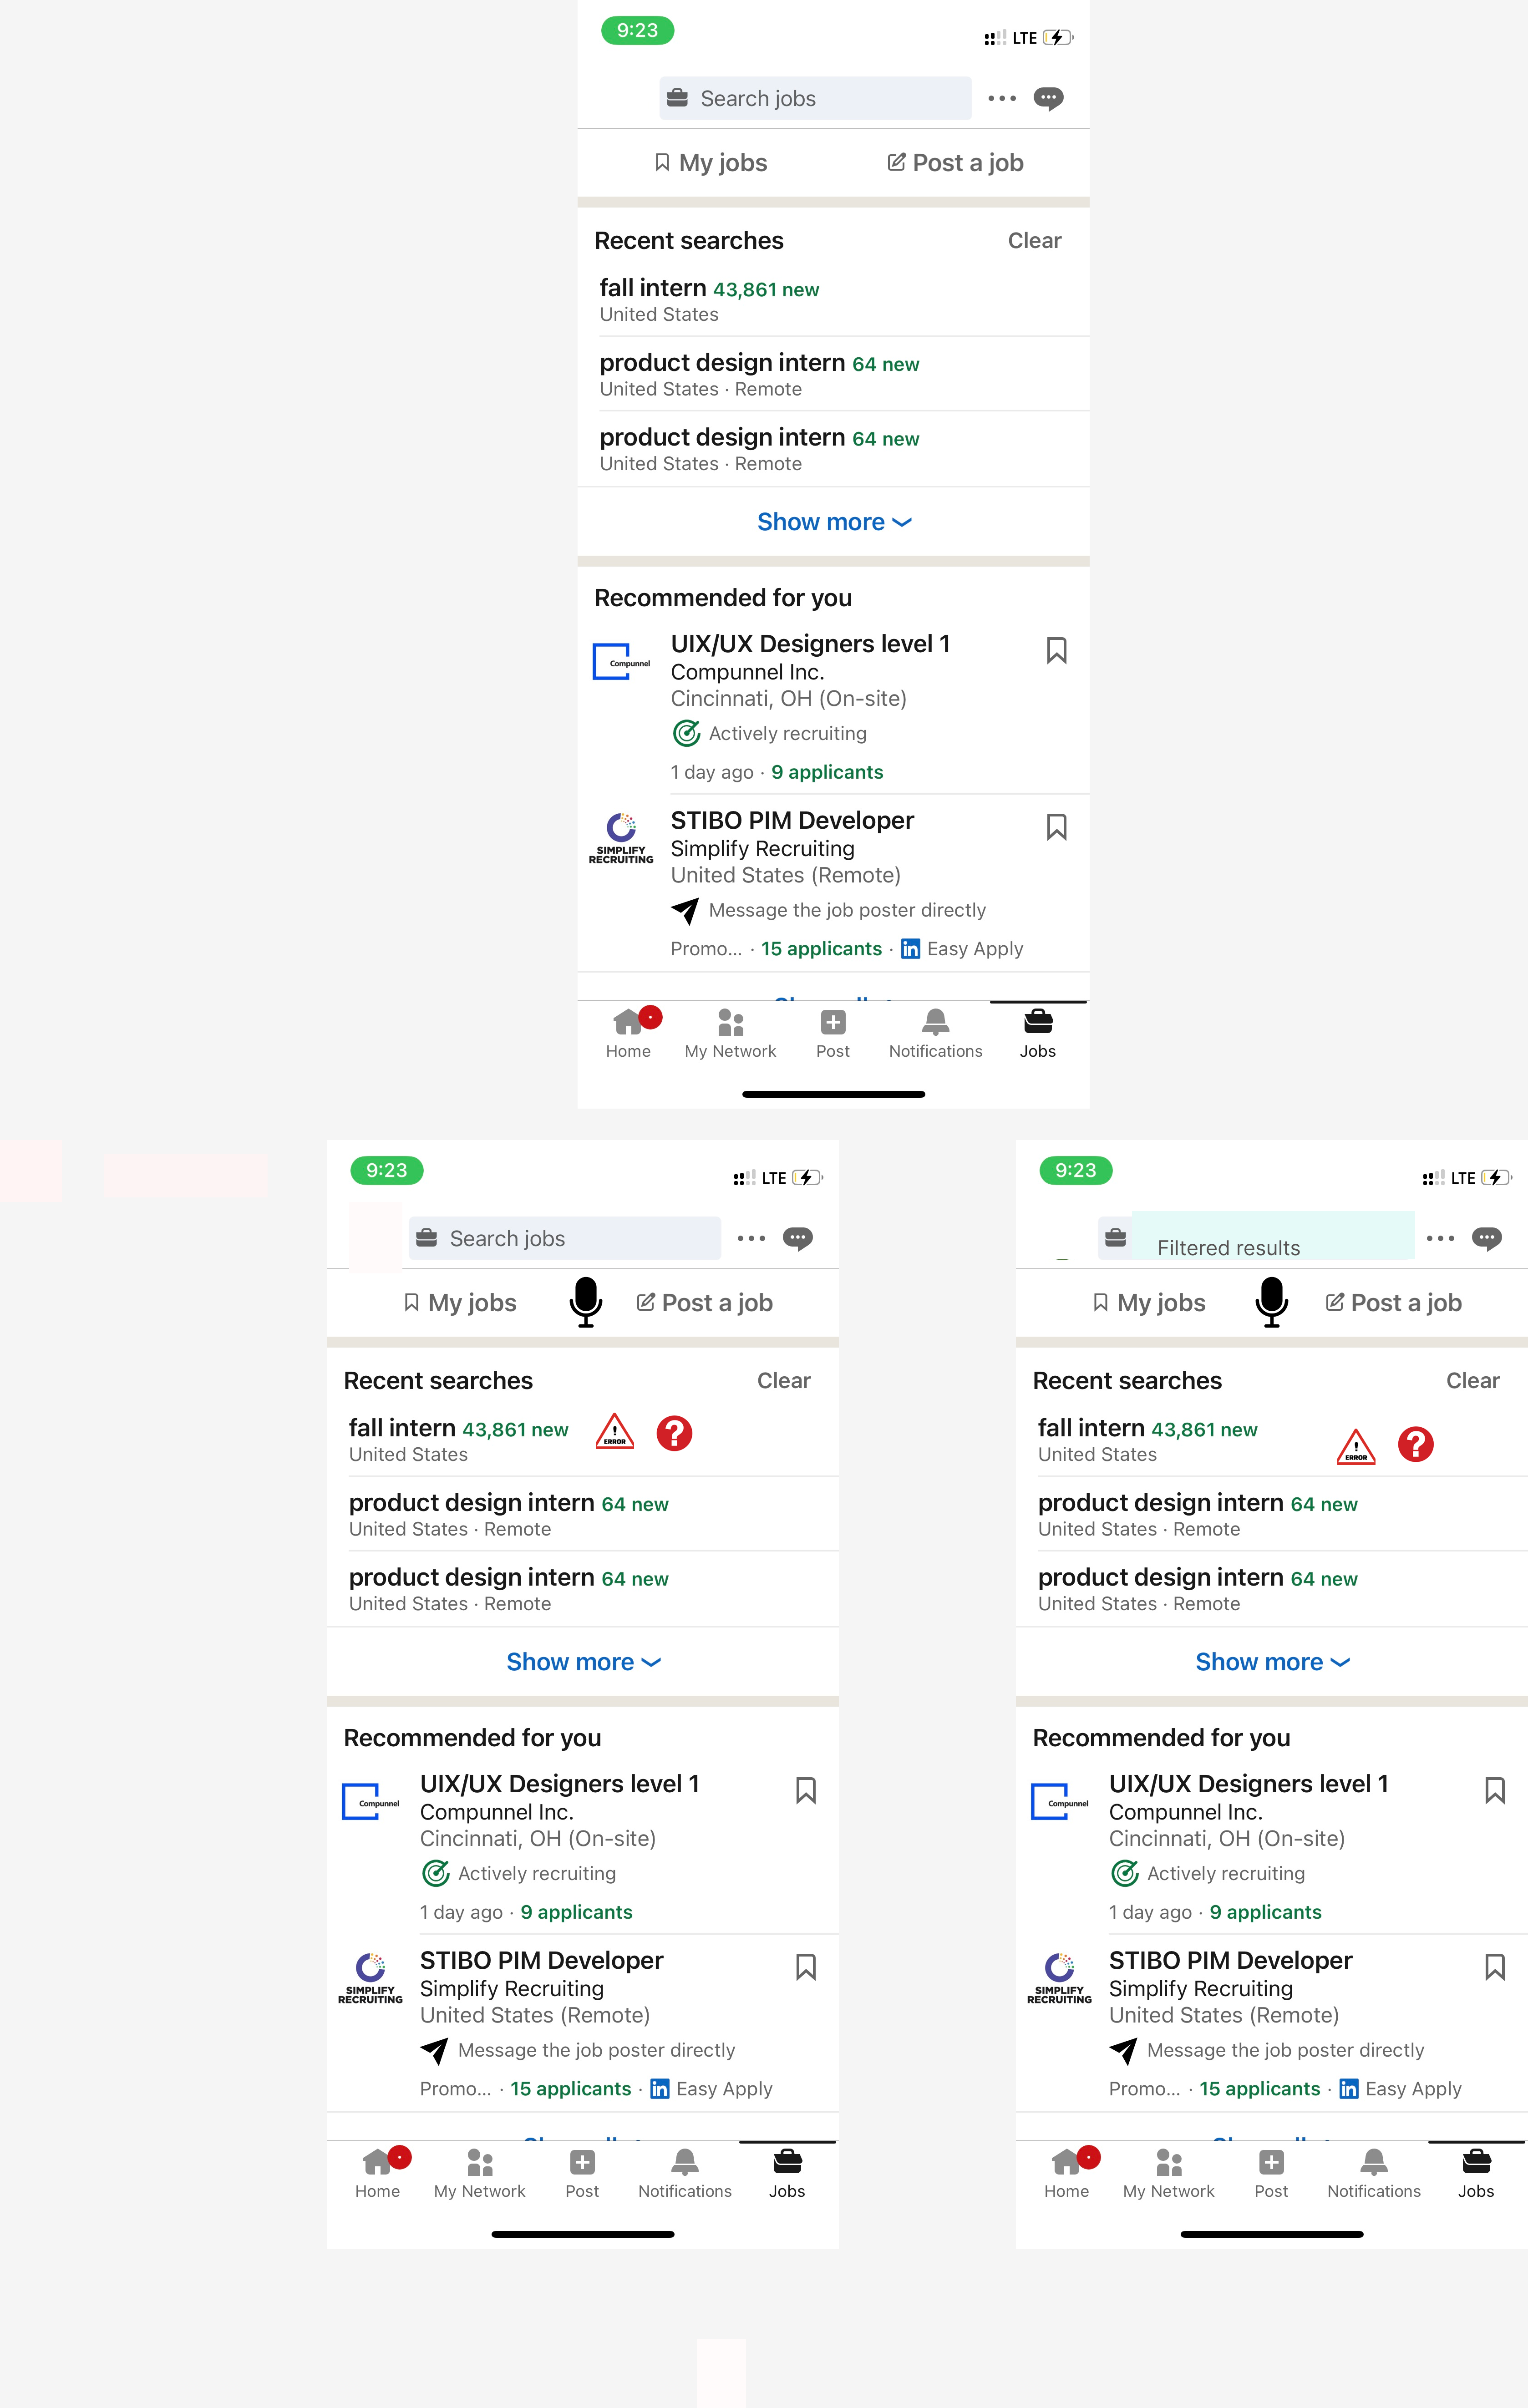 9:23
LTE
Search jobs
My jobs
Post a job
Recent searches
Clear
fall intern 43,861 new
United States
product design intern 64 new
United States · Remote
product design intern 64 new
United States · Remote
Show more
Recommended for you
Compunnel
UIX/UX Designers level 1
Compunnel Inc.
Cincinnati, OH (On-site)
Actively recruiting
1 day ago · 9 applicants
SIMPLIFY
RECRUITING
STIBO PIM Developer
Simplify Recruiting
United States (Remote)
Message the job poster directly
Promo... · 15 applicants · in Easy Apply
Home
My Network
Post
Notifications
Jobs
9:23
LTE
Search jobs
My jobs
Post a job
Recent searches
Clear
fall intern 43,861 new
! ERROR
?
United States
product design intern 64 new
United States · Remote
product design intern 64 new
United States · Remote
Show more
Recommended for you
Compunnel
UIX/UX Designers level 1
Compunnel Inc.
Cincinnati, OH (On-site)
Actively recruiting
1 day ago · 9 applicants
SIMPLIFY
RECRUITING
STIBO PIM Developer
Simplify Recruiting
United States (Remote)
Message the job poster directly
Promo... · 15 applicants · in Easy Apply
Home
My Network
Post
Notifications
Jobs
9:23
LTE
Filtered results
My jobs
Post a job
Recent searches
Clear
fall intern 43,861 new
! ERROR
?
United States
product design intern 64 new
United States · Remote
product design intern 64 new
United States · Remote
Show more
Recommended for you
Compunnel
UIX/UX Designers level 1
Compunnel Inc.
Cincinnati, OH (On-site)
Actively recruiting
1 day ago · 9 applicants
SIMPLIFY
RECRUITING
STIBO PIM Developer
Simplify Recruiting
United States (Remote)
Message the job poster directly
Promo... · 15 applicants · in Easy Apply
Home
My Network
Post
Notifications
Jobs